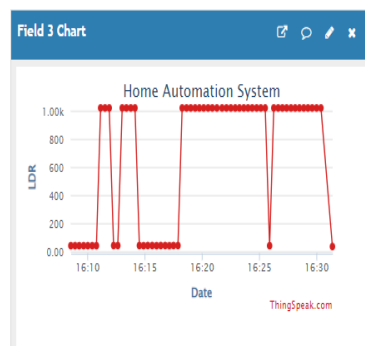 Field 3 Chart
Home Automation System
1.00k
800
600
400
200
0.00
LDR
16:10 16:15 16:20 16:25 16:30
Date
ThingSpeak.com